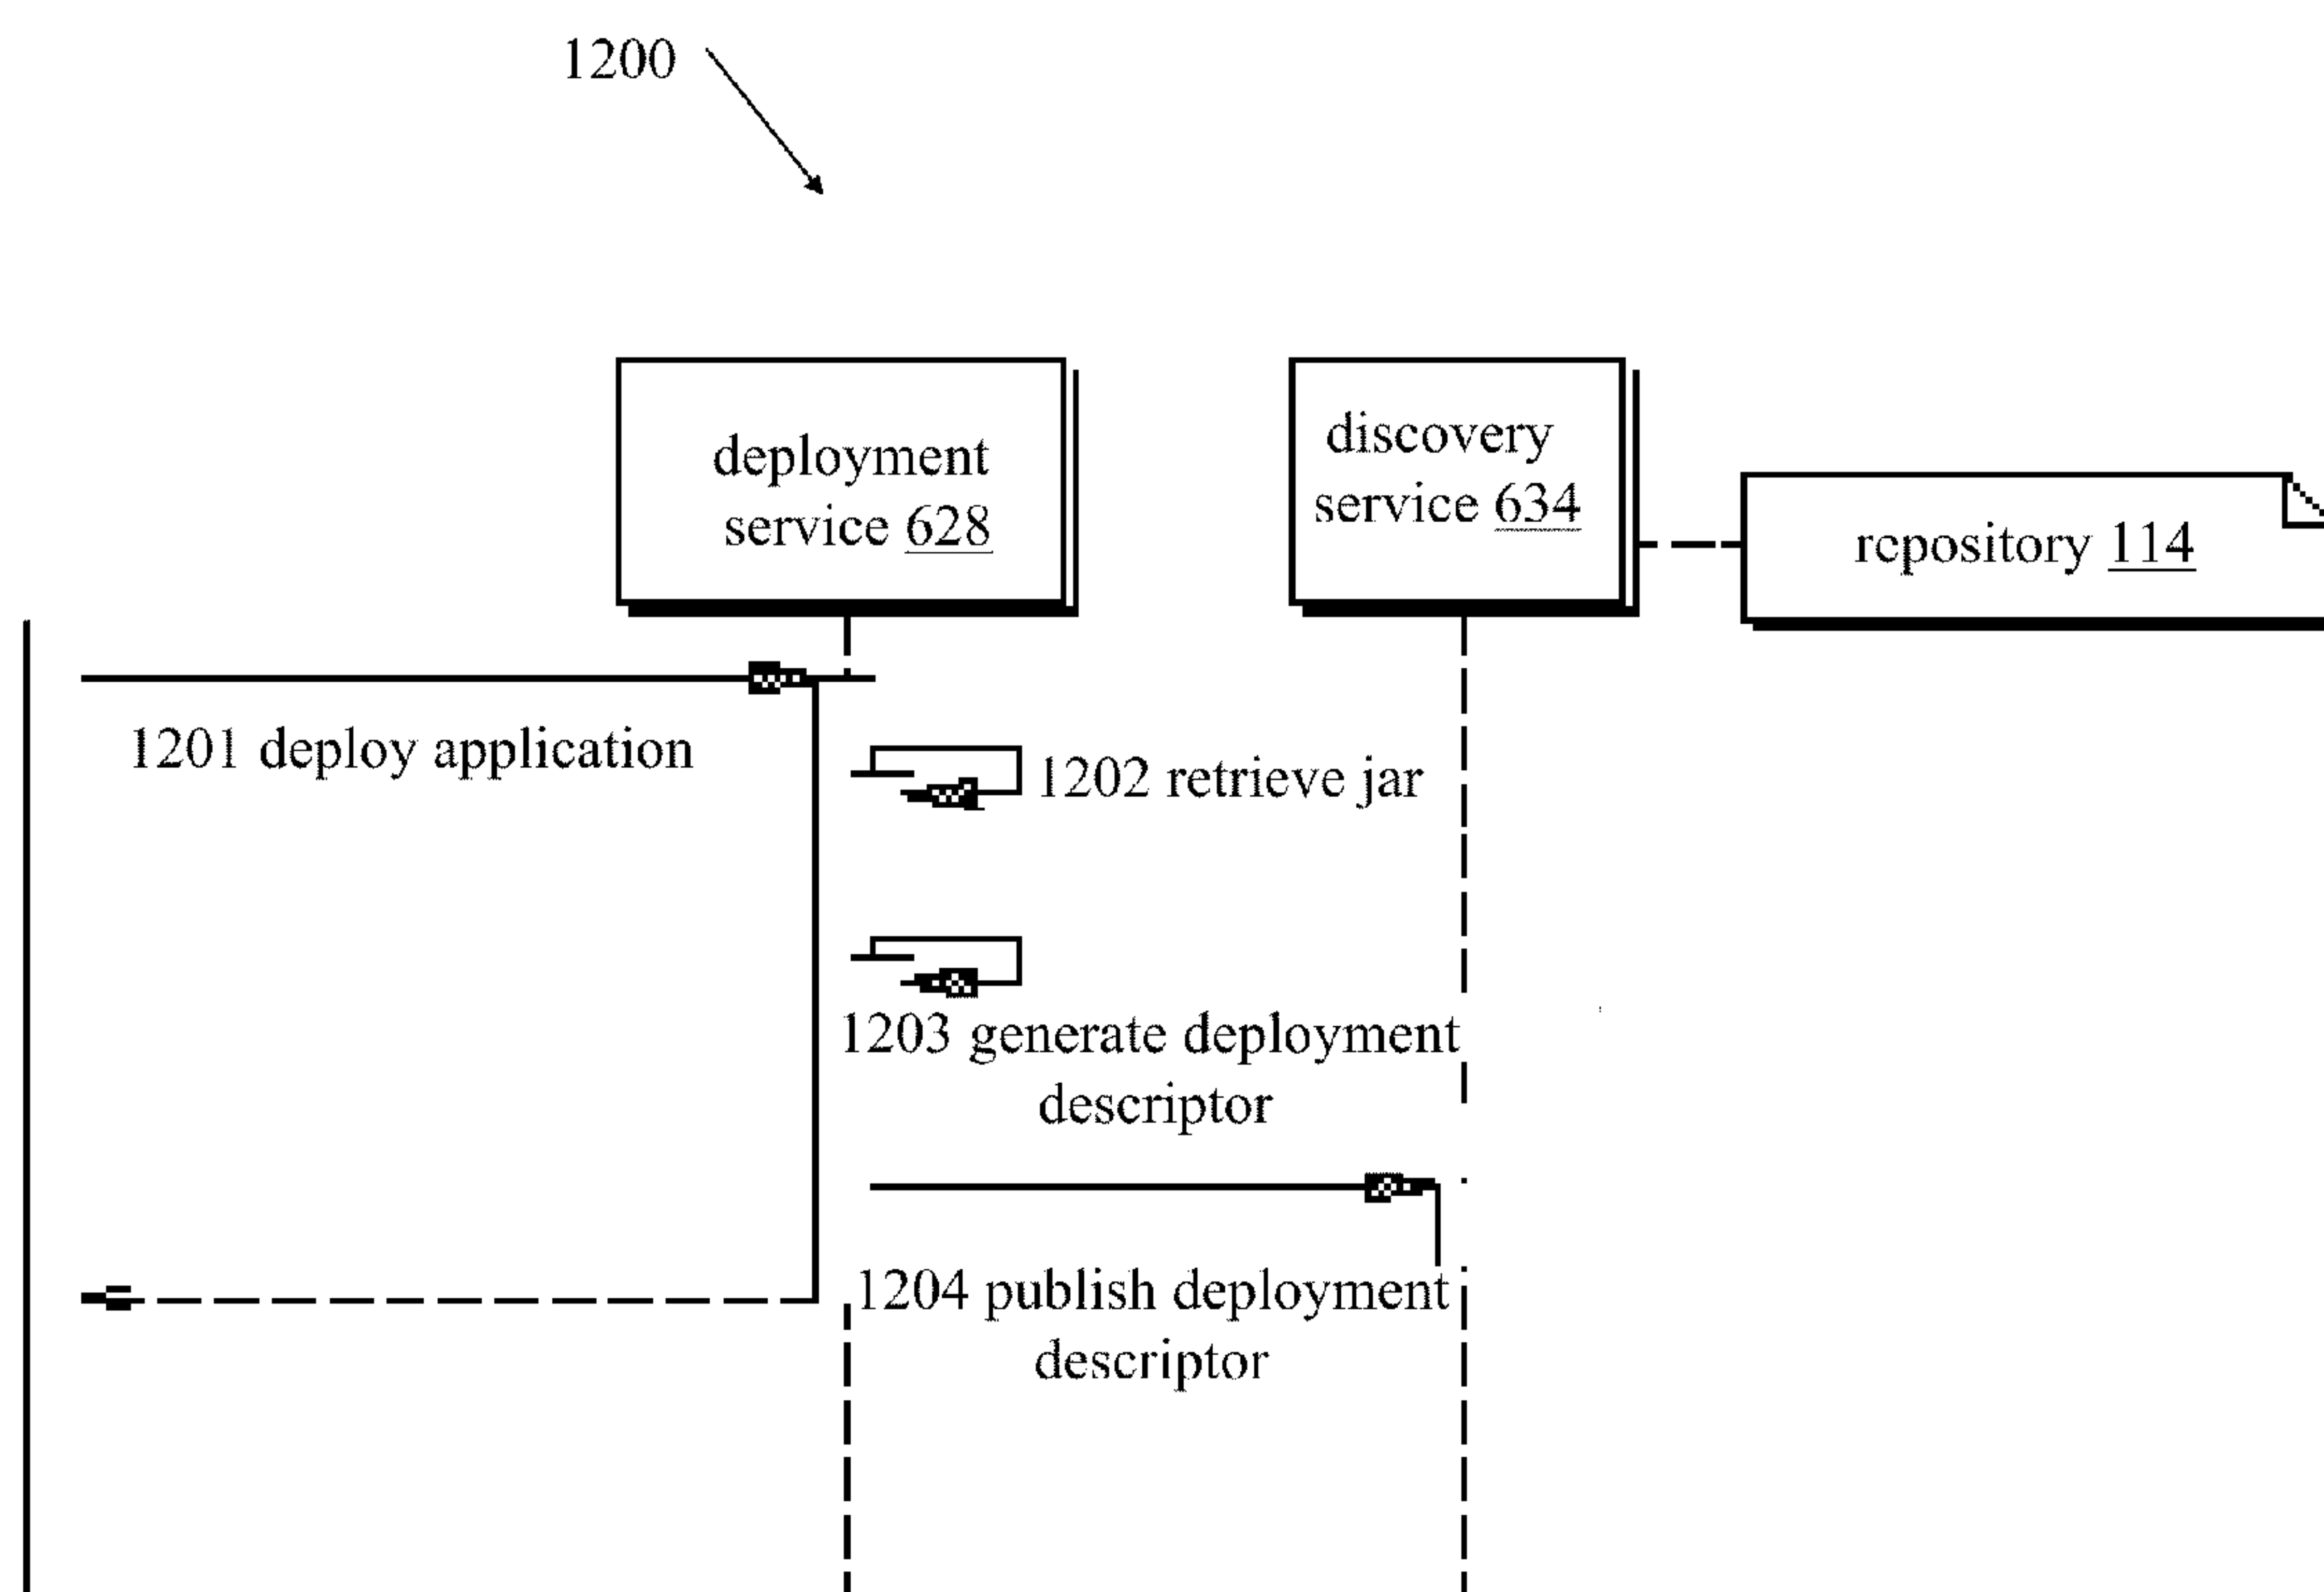 1200
deployment
service 628
discovery
service 634
repository 114
1201 deploy application
1202 retrieve jar
1203 generate deployment
descriptor
1204 publish deployment
descriptor